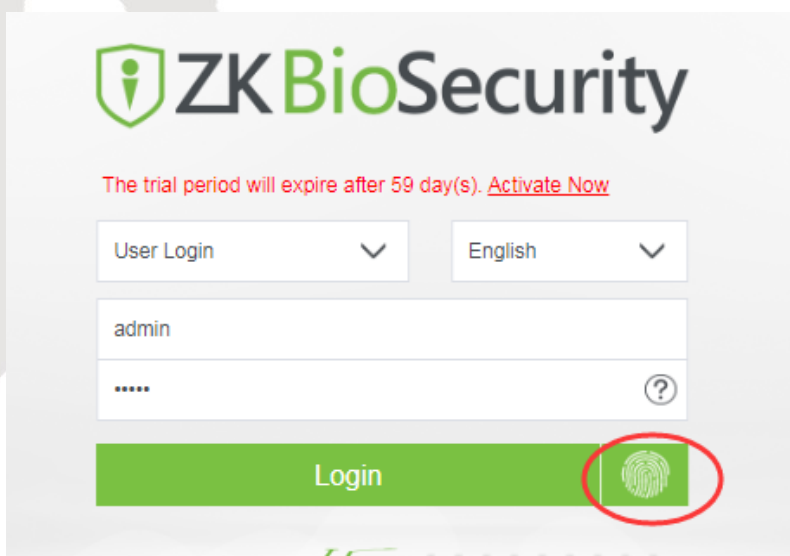 ZKBioSecurity
The trial period will expire after 59 day(s). Activate Now
User Login English
admin
•••••
?
Login